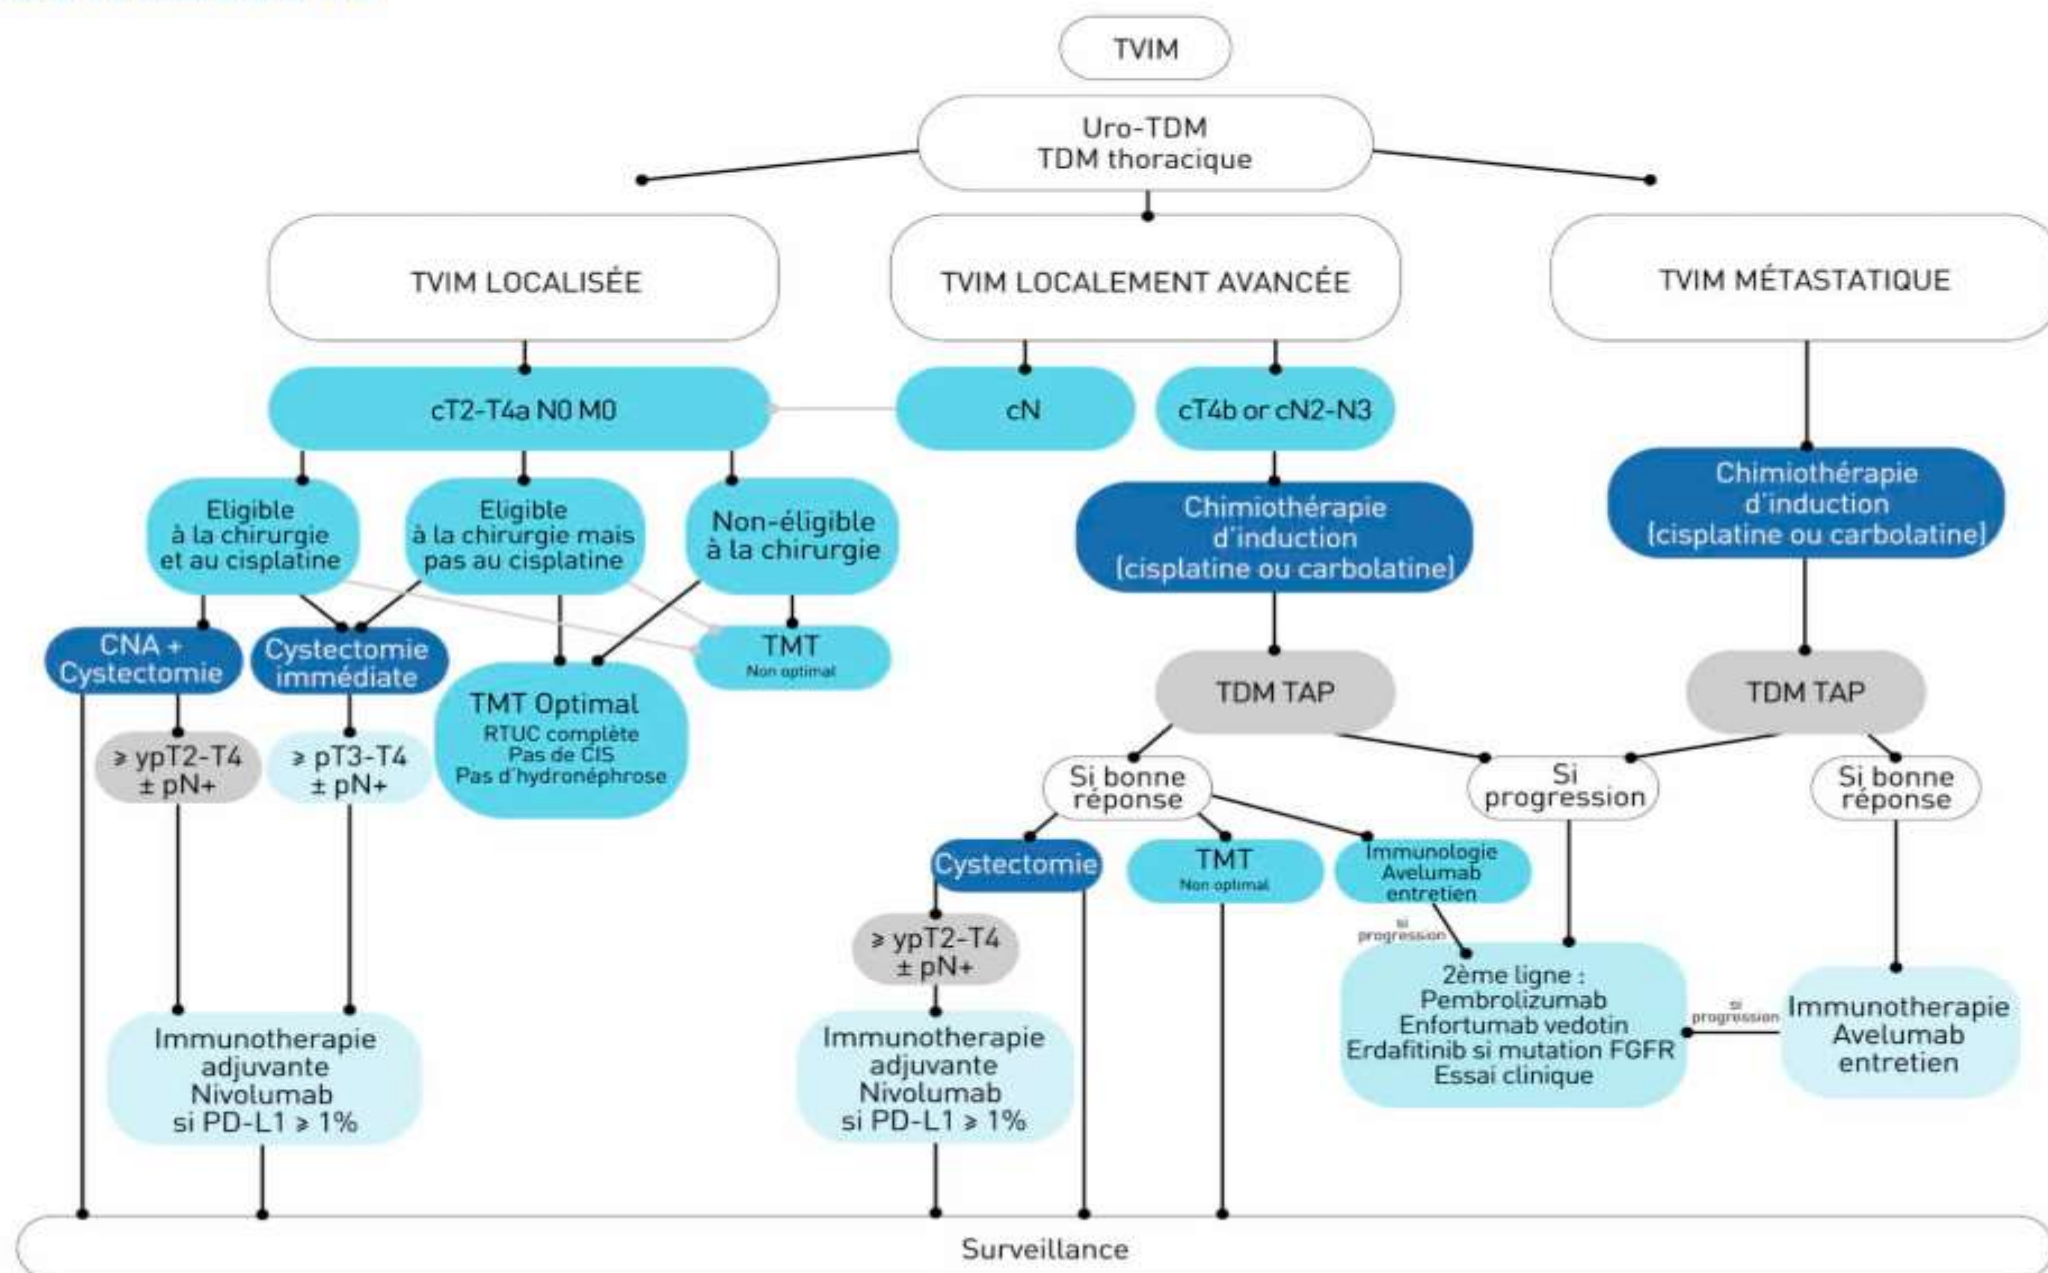 TVIM
Uro-TDM
TDM thoracique
TVIM LOCALISÉE
TVIM LOCALEMENT AVANCÉE
TVIM MÉTASTATIQUE
cT2-T4a N0 M0
cN
cT4b or cN2-N3
Eligible
à la chirurgie
et au cisplatine
Eligible
à la chirurgie mais
pas au cisplatine
Non-éligible
à la chirurgie
Chimiothérapie
d'induction
(cisplatine ou carbolatine)
Chimiothérapie
d'induction
(cisplatine ou carbolatine)
CNA +
Cystectomie
Cystectomie
immédiate
TMT Optimal
RTUC complète
Pas de CIS
Pas d'hydronéphrose
TMT
Non optimal
TDM TAP
TDM TAP
≥ ypT2-T4
± pN+
≥ pT3-T4
± pN+
Si bonne
réponse
Si
progression
Si bonne
réponse
Cystectomie
TMT
Non optimal
Immunologie
Avelumab
entretien
si
progression
≥ ypT2-T4
± pN+
2ème ligne :
Pembrolizumab
Enfortumab vedotin
Erdafitinib si mutation FGFR
Essai clinique
si
progression
Immunotherapie
Avelumab
entretien
Immunotherapie
adjuvante
Nivolumab
si PD-L1 ≥ 1%
Immunotherapie
adjuvante
Nivolumab
si PD-L1 ≥ 1%
Surveillance